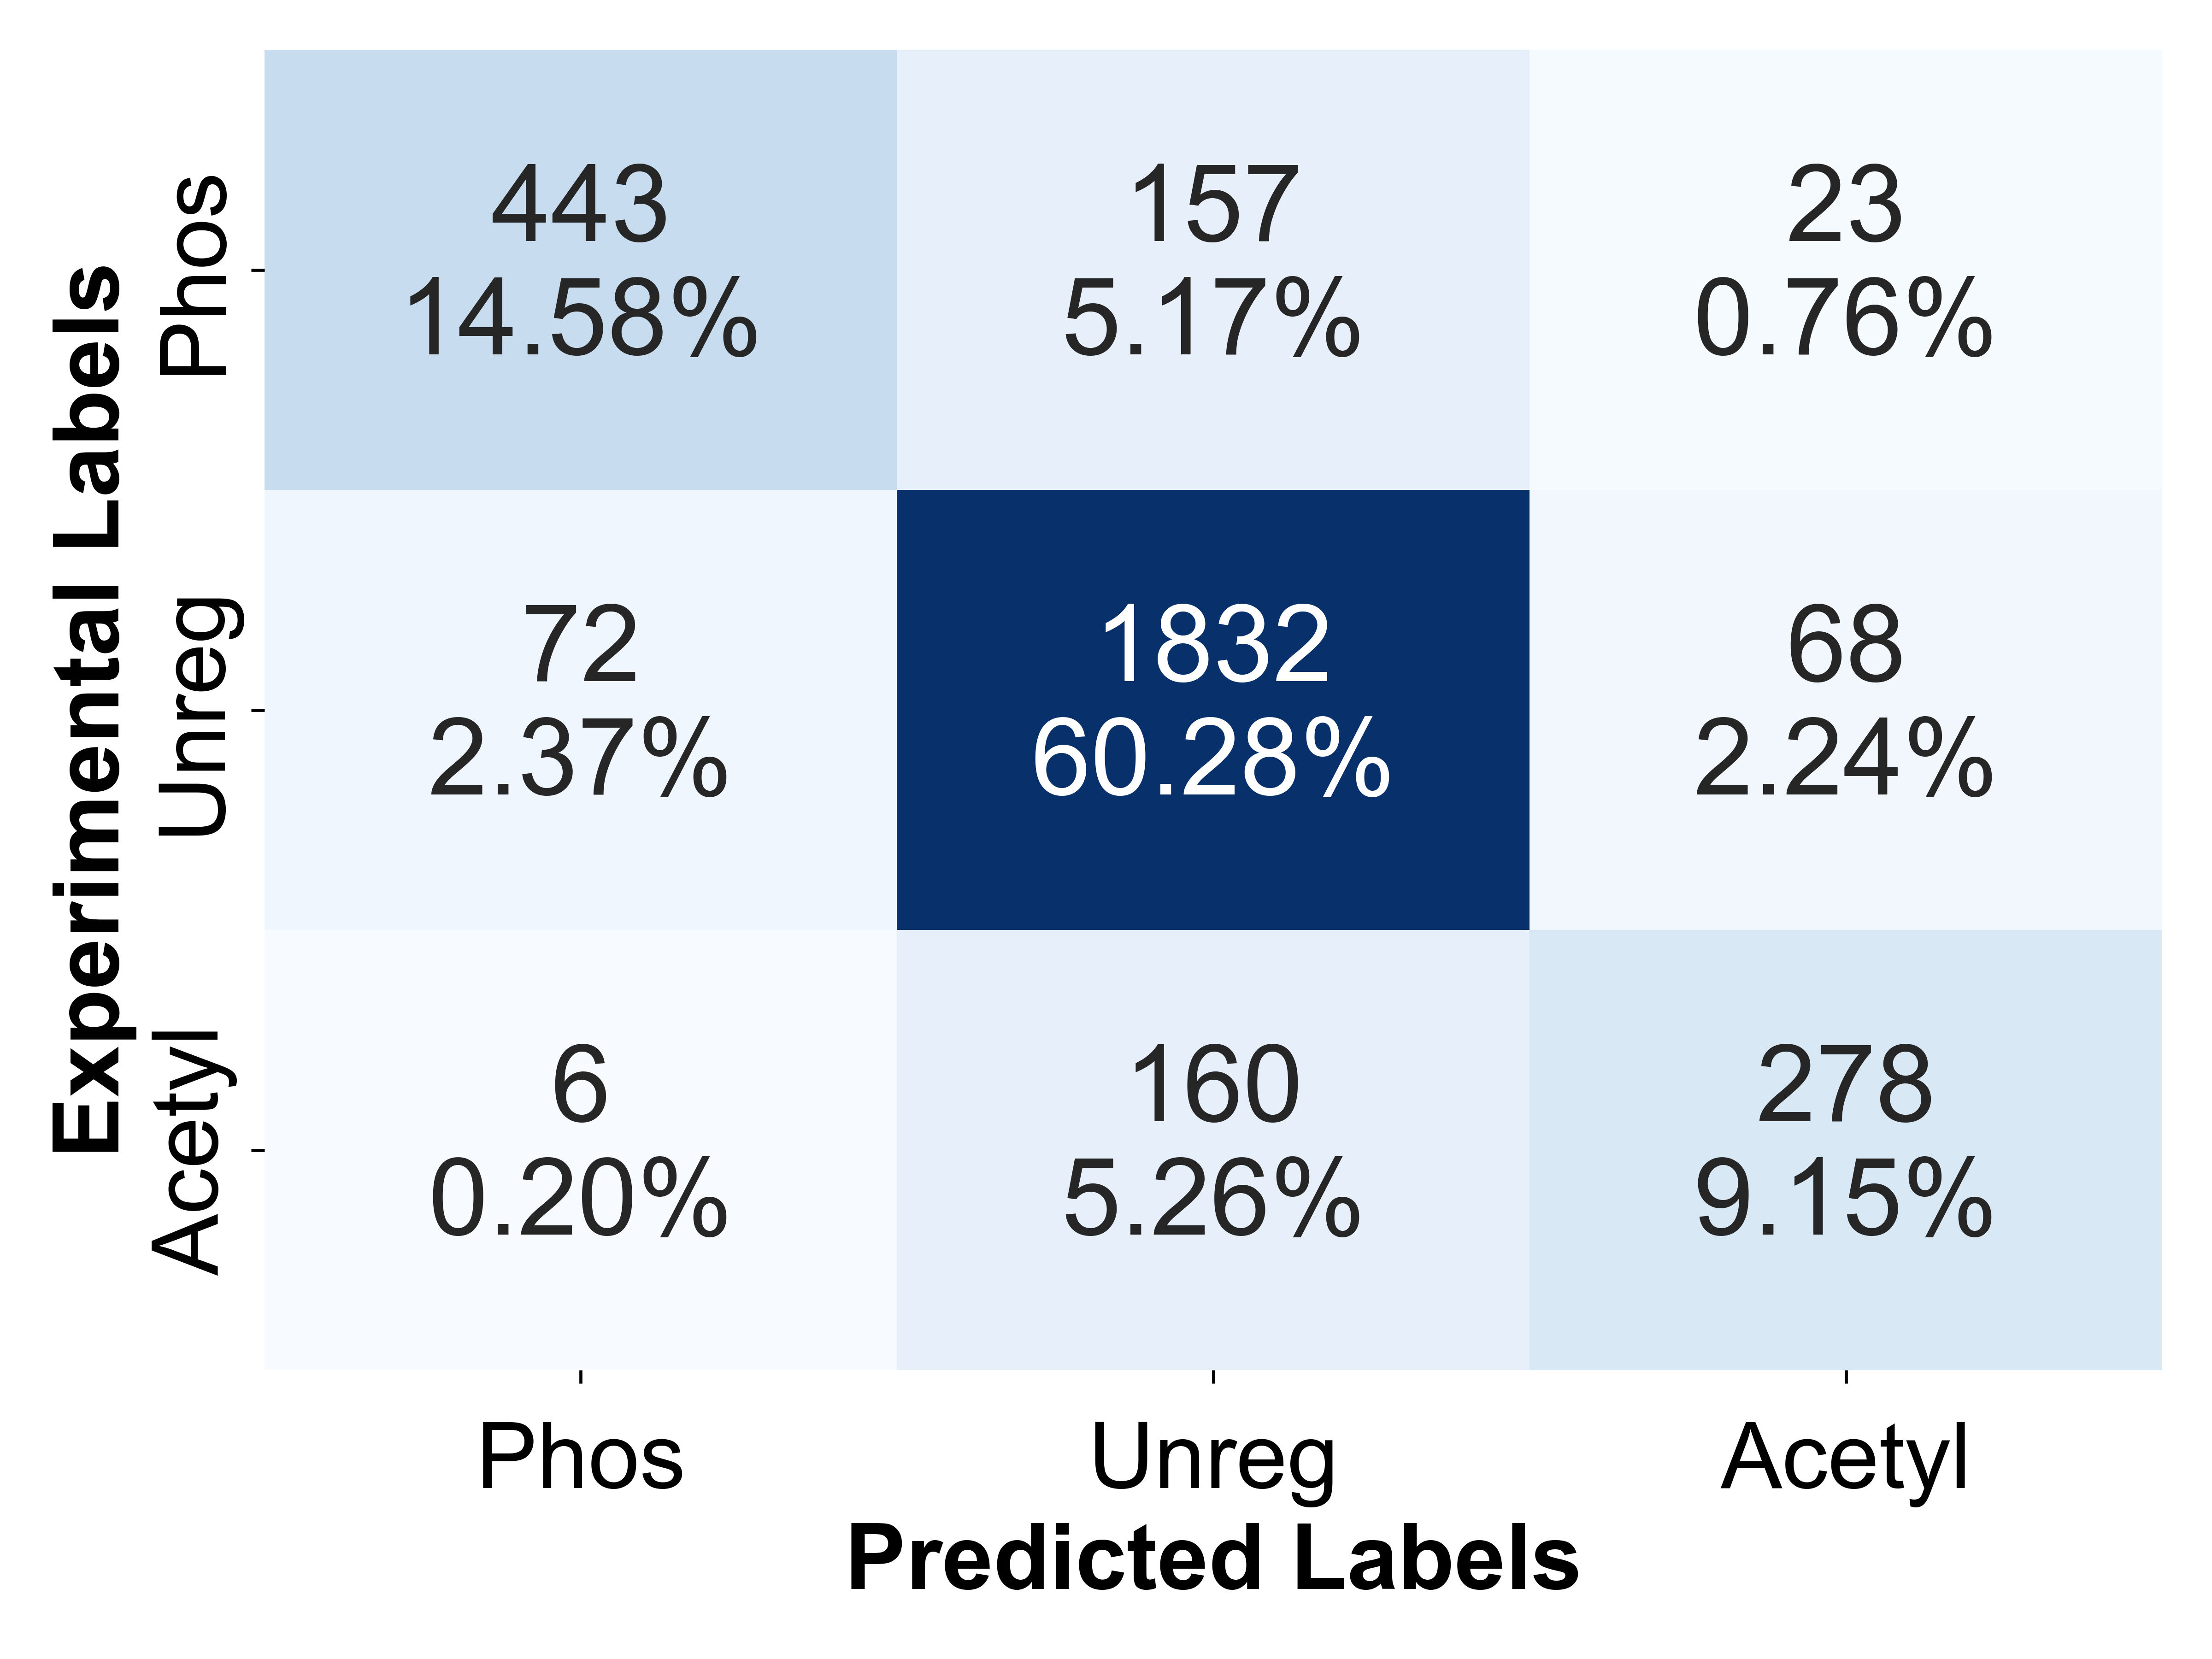 Experimental Labels
Phos
443
14.58%
157
5.17%
23
0.76%
Unreg
72
2.37%
1832
60.28%
68
2.24%
Acetyl
6
0.20%
160
5.26%
278
9.15%
Phos
Unreg
Acetyl
Predicted Labels